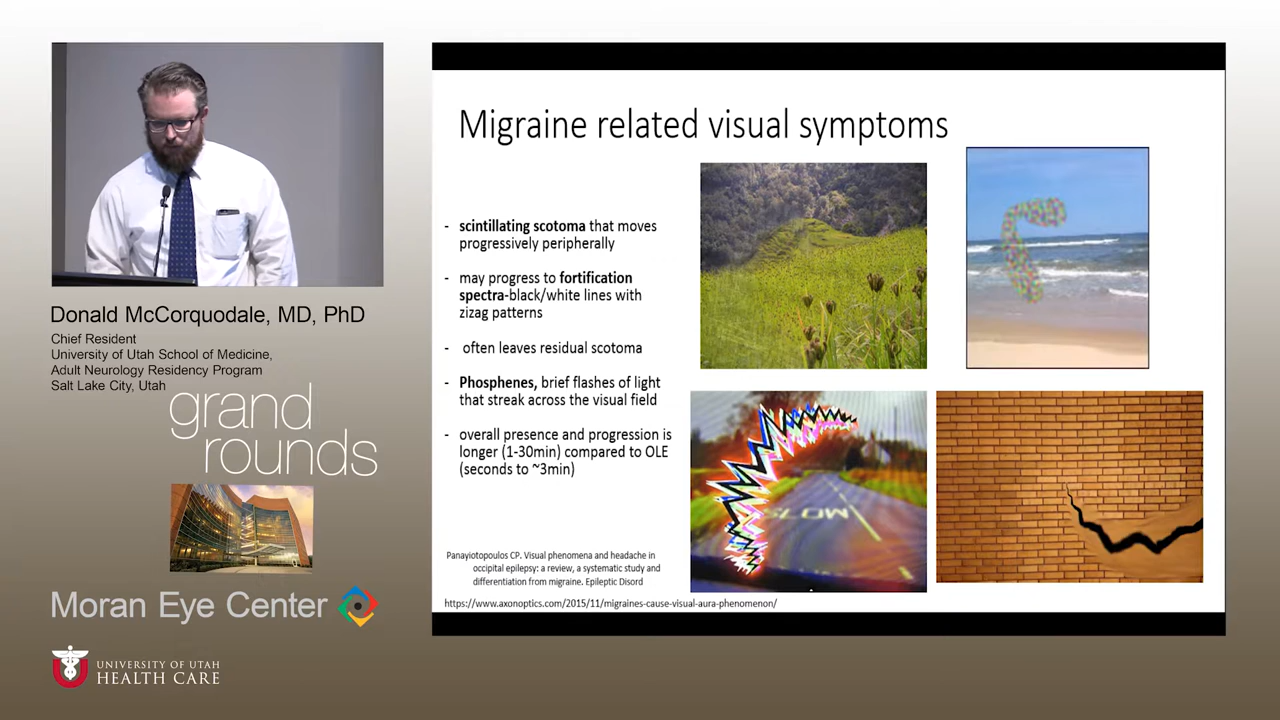 Migraine related visual symptoms
- scintillating scotoma that moves
progressively peripherally
- may progress to fortification
spectra-black/white lines with
zizag patterns
- often leaves residual scotoma
- Phosphenes, brief flashes of light
that streak across the visual field
- overall presence and progression is
longer (1-30min) compared to OLE
(seconds to ~3min)
Panayiotopoulos CP. Visual phenomena and headache in
occipital epilepsy: a review, a systematic study and
differentiation from migraine. Epileptic Disord
https://www.axonoptics.com/2015/11/migraines-cause-visual-aura-phenomenon/
SLOW
Donald McCorquodale, MD, PhD
Chief Resident
University of Utah School of Medicine,
Adult Neurology Residency Program
Salt Lake City, Utah
grand
rounds
Moran Eye Center
UNIVERSITY OF UTAH
HEALTH CARE